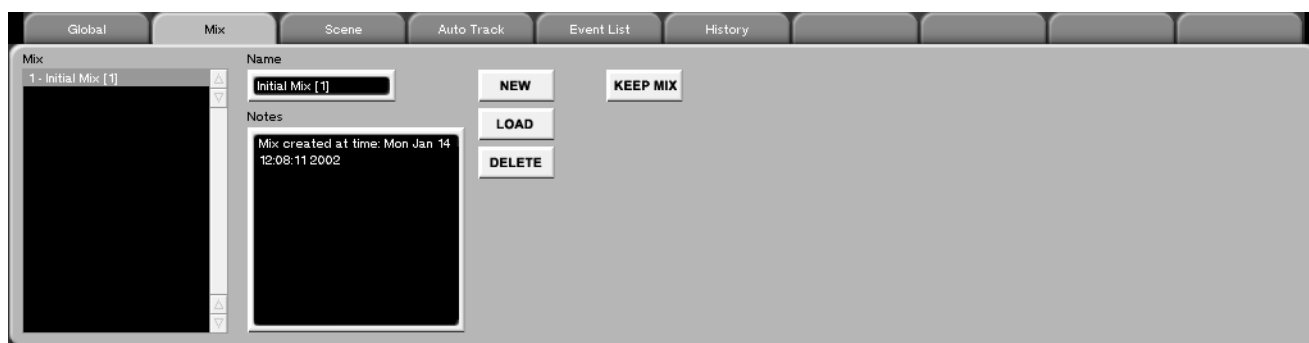 Global Mix Scene Auto Track Event List History
Mix
1 - Initial Mix [1]
Name
Initial Mix [1]
Notes
Mix created at time: Mon Jan 14
12:08:11 2002
NEW
LOAD
DELETE
KEEP MIX